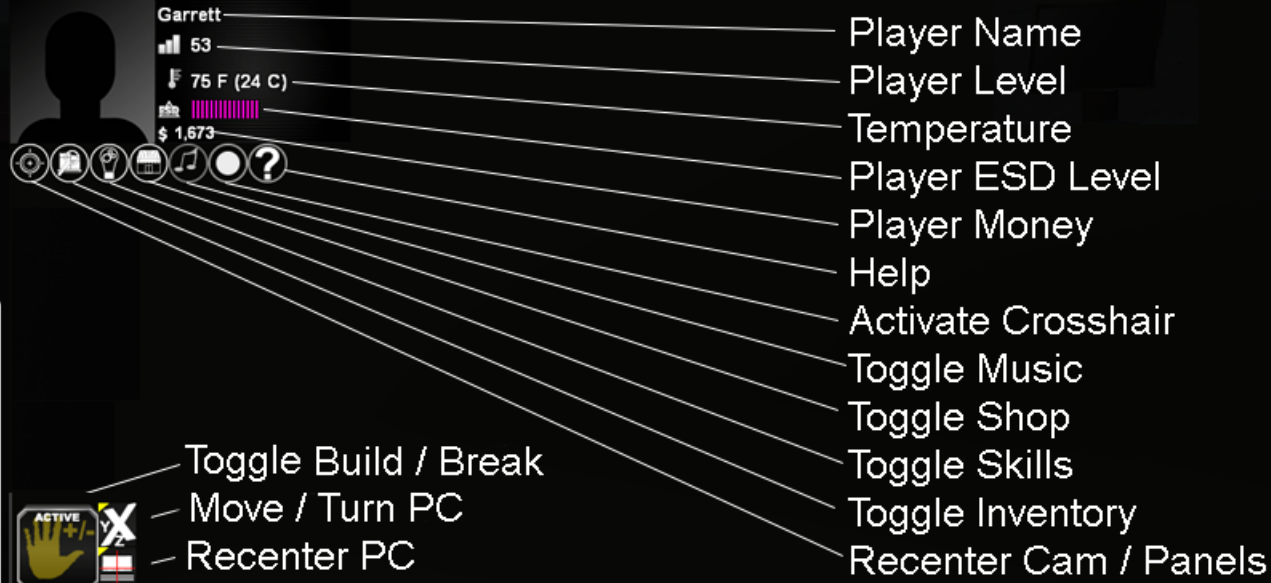 Garrett
53
75 F (24 C)
$ 1,673
?
Player Name
Player Level
Temperature
Player ESD Level
Player Money
Help
Activate Crosshair
Toggle Music
Toggle Shop
Toggle Skills
Toggle Inventory
Recenter Cam / Panels
Toggle Build / Break
Move / Turn PC
Recenter PC
ACTIVE
+/-
X
Y
Z